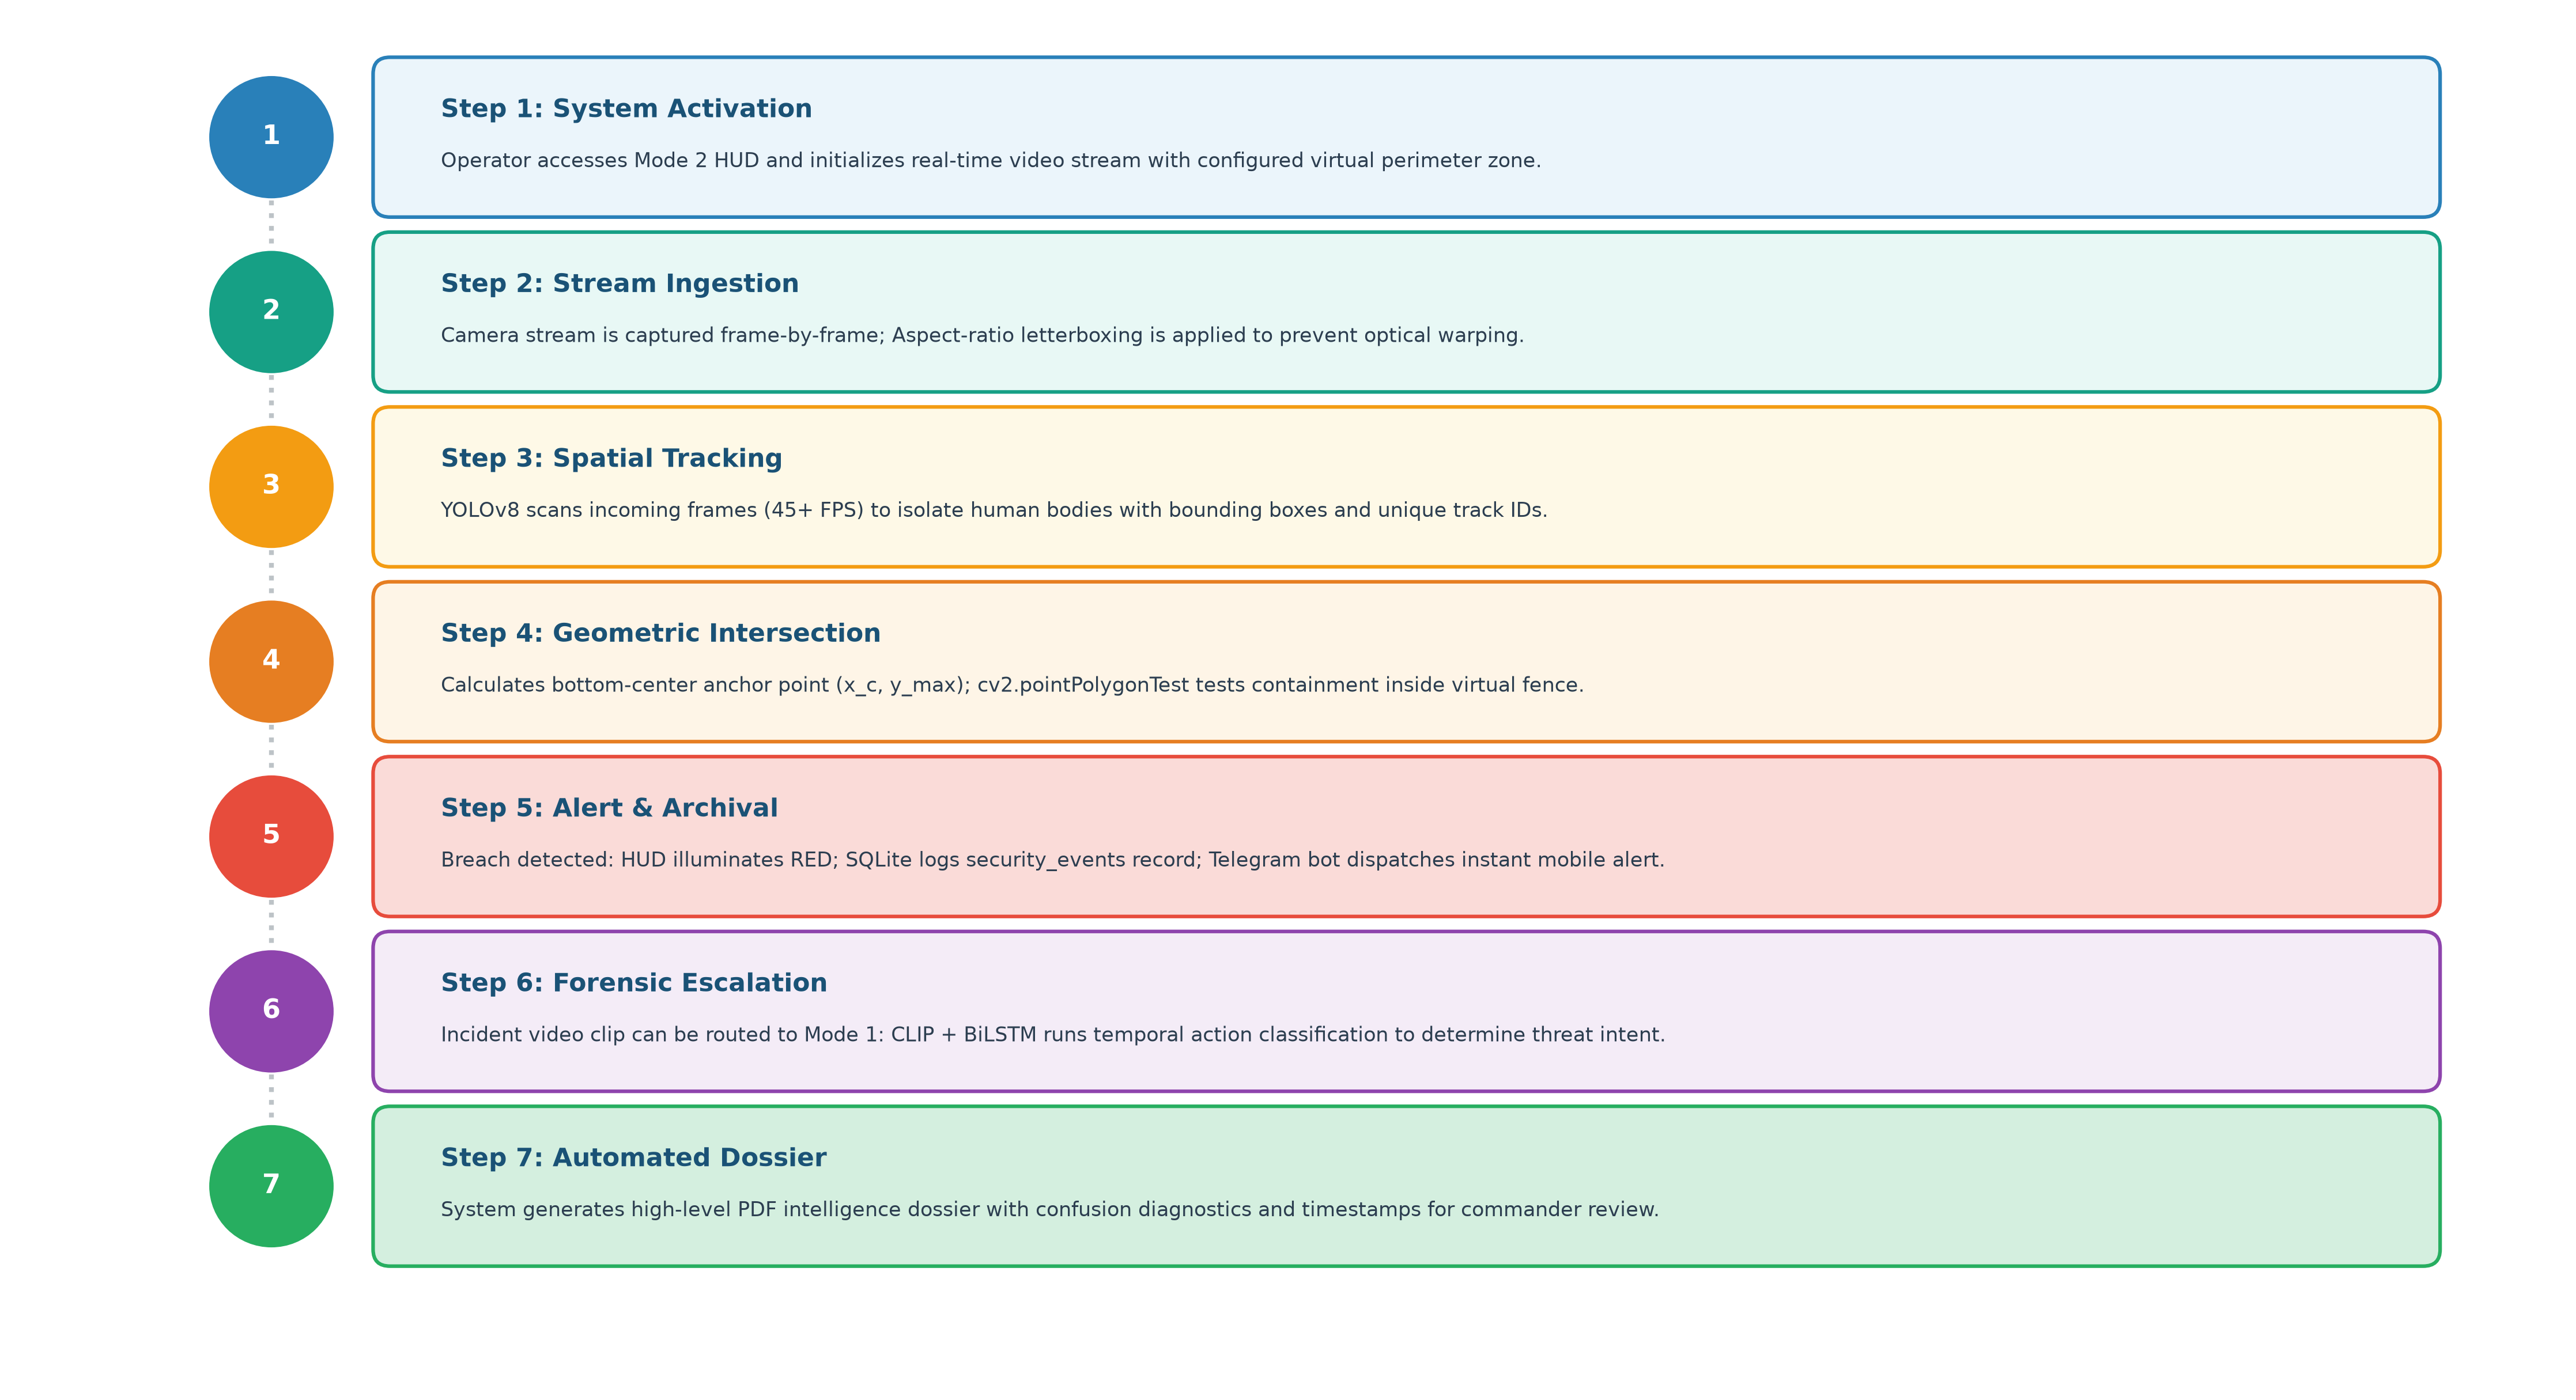 1
Step 1: System Activation
Operator accesses Mode 2 HUD and initializes real-time video stream with configured virtual perimeter zone.
2
Step 2: Stream Ingestion
Camera stream is captured frame-by-frame; Aspect-ratio letterboxing is applied to prevent optical warping.
3
Step 3: Spatial Tracking
YOLOv8 scans incoming frames (45+ FPS) to isolate human bodies with bounding boxes and unique track IDs.
4
Step 4: Geometric Intersection
Calculates bottom-center anchor point (x_c, y_max); cv2.pointPolygonTest tests containment inside virtual fence.
5
Step 5: Alert & Archival
Breach detected: HUD illuminates RED; SQLite logs security_events record; Telegram bot dispatches instant mobile alert.
6
Step 6: Forensic Escalation
Incident video clip can be routed to Mode 1: CLIP + BiLSTM runs temporal action classification to determine threat intent.
7
Step 7: Automated Dossier
System generates high-level PDF intelligence dossier with confusion diagnostics and timestamps for commander review.